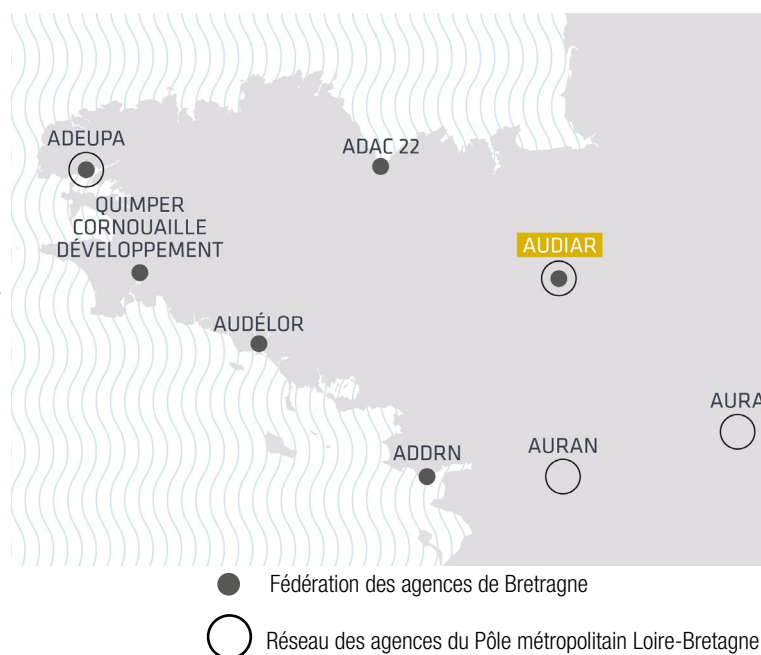 ADEUPA
ADAC 22
QUIMPER
CORNOUAILLE
DÉVELOPPEMENT
AUDIAR
AUDÉLOR
AURA
ADDRN
AURAN
Fédération des agences de Bretragne
Réseau des agences du Pôle métropolitain Loire-Bretagne